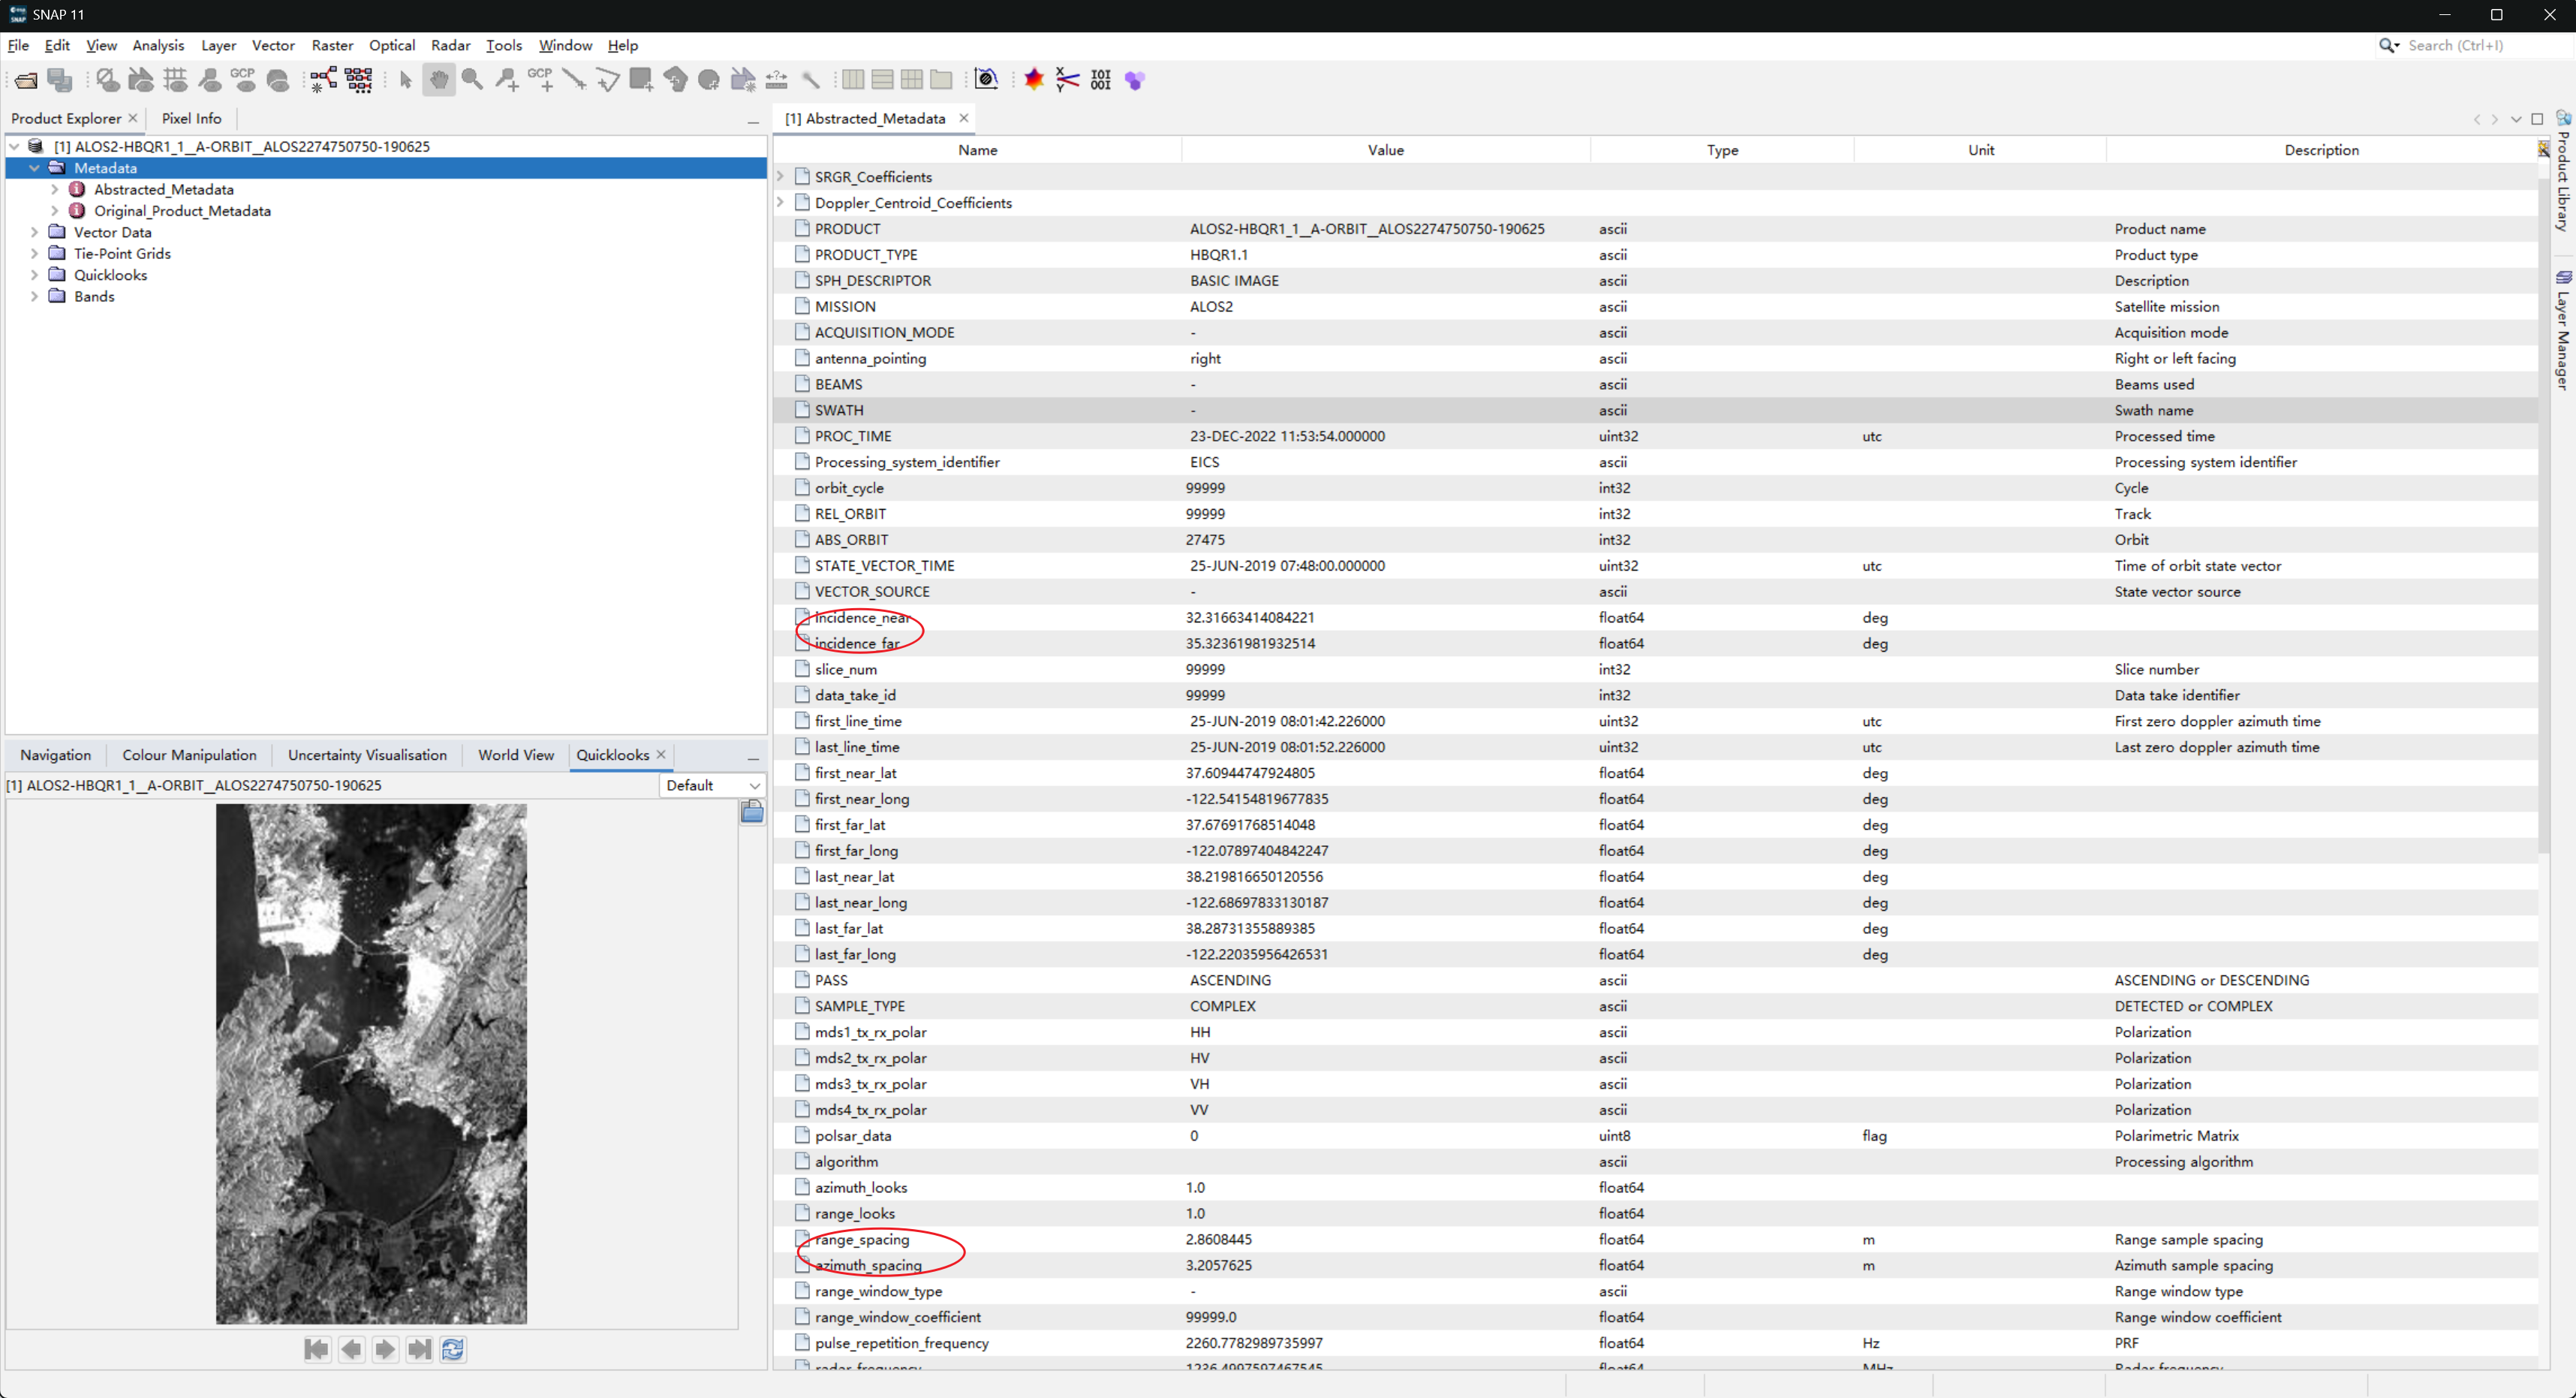 SNAP 11
File Edit View Analysis Layer Vector Raster Optical Radar Tools Window Help
Search (Ctrl+I)
GCP GCP
Product Explorer Pixel Info
[1] Abstracted_Metadata
[1] ALOS2-HBQR1_1__A-ORBIT__ALOS2274750750-190625
Metadata
Abstracted_Metadata
Original_Product_Metadata
Vector Data
Tie-Point Grids
Quicklooks
Bands
Name Value Type Unit Description
SRGR_Coefficients
Doppler_Centroid_Coefficients
PRODUCT ALOS2-HBQR1_1__A-ORBIT__ALOS2274750750-190625 ascii Product name
PRODUCT_TYPE HBQR1.1 ascii Product type
SPH_DESCRIPTOR BASIC IMAGE ascii Description
MISSION ALOS2 ascii Satellite mission
ACQUISITION_MODE - ascii Acquisition mode
antenna_pointing right ascii Right or left facing
BEAMS - ascii Beams used
SWATH - ascii Swath name
PROC_TIME 23-DEC-2022 11:53:54.000000 uint32 utc Processed time
Processing_system_identifier EICS ascii Processing system identifier
orbit_cycle 99999 int32 Cycle
REL_ORBIT 99999 int32 Track
ABS_ORBIT 27475 int32 Orbit
STATE_VECTOR_TIME 25-JUN-2019 07:48:00.000000 uint32 utc Time of orbit state vector
VECTOR_SOURCE - ascii State vector source
incidence_near 32.31663414084221 float64 deg
incidence_far 35.32361981932514 float64 deg
slice_num 99999 int32 Slice number
data_take_id 99999 int32 Data take identifier
first_line_time 25-JUN-2019 08:01:42.226000 uint32 utc First zero doppler azimuth time
last_line_time 25-JUN-2019 08:01:52.226000 uint32 utc Last zero doppler azimuth time
first_near_lat 37.60944747924805 float64 deg
first_near_long -122.54154819677835 float64 deg
first_far_lat 37.67691768514048 float64 deg
first_far_long -122.07897404842247 float64 deg
last_near_lat 38.219816650120556 float64 deg
last_near_long -122.68697833130187 float64 deg
last_far_lat 38.28731355889385 float64 deg
last_far_long -122.22035956426531 float64 deg
PASS ASCENDING ascii ASCENDING or DESCENDING
SAMPLE_TYPE COMPLEX ascii DETECTED or COMPLEX
mds1_tx_rx_polar HH ascii Polarization
mds2_tx_rx_polar HV ascii Polarization
mds3_tx_rx_polar VH ascii Polarization
mds4_tx_rx_polar VV ascii Polarization
polsar_data 0 uint8 flag Polarimetric Matrix
algorithm ascii Processing algorithm
azimuth_looks 1.0 float64
range_looks 1.0 float64
range_spacing 2.8608445 float64 m Range sample spacing
azimuth_spacing 3.2057625 float64 m Azimuth sample spacing
range_window_type - ascii Range window type
range_window_coefficient 99999.0 float64 Range window coefficient
pulse_repetition_frequency 2260.7782989735997 float64 Hz PRF
radar_frequency 1236.4997597467545 float64 MHz Radar frequency
Navigation Colour Manipulation Uncertainty Visualisation World View Quicklooks
[1] ALOS2-HBQR1_1__A-ORBIT__ALOS2274750750-190625 Default
Product Library
Layer Manager